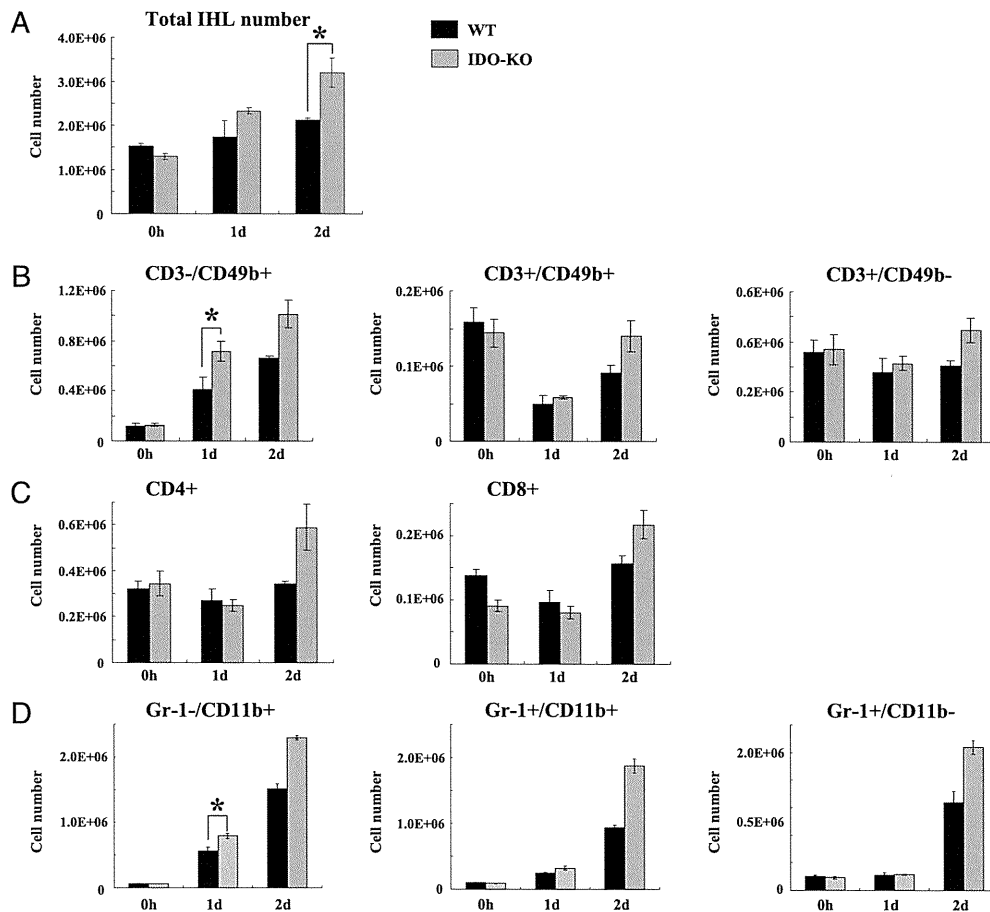 A
Total IHL number
WT
IDO-KO
Cell number
4.0E+06
3.0E+06
2.0E+06
1.0E+06
0
*
0h 1d 2d
B
CD3-/CD49b+
Cell number
1.2E+06
0.8E+06
0.4E+06
0
*
0h 1d 2d
CD3+/CD49b+
Cell number
0.2E+06
0.1E+06
0
0h 1d 2d
CD3+/CD49b-
Cell number
0.6E+06
0.6E+06
0.2E+06
0
0h 1d 2d
C
CD4+
Cell number
0.6E+06
0.4E+06
0.2E+06
0
0h 1d 2d
CD8+
Cell number
0.2E+06
0.1E+06
0
0h 1d 2d
D
Gr-1-/CD11b+
Cell number
2.0E+06
1.0E+06
0
*
0h 1d 2d
Gr-1+/CD11b+
Cell number
2.0E+06
1.0E+06
0
0h 1d 2d
Gr-1+/CD11b-
Cell number
2.0E+06
0.5E+06
0
0h 1d 2d